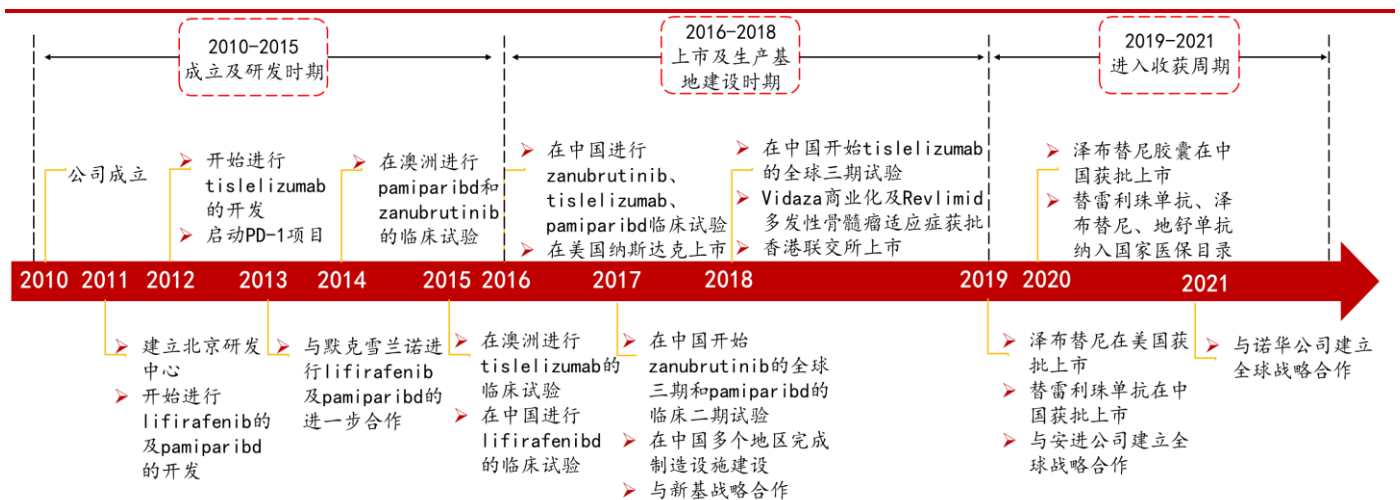 2010-2015
成立及研发时期
2016-2018
上市及生产基
地建设时期
2019-2021
进入收获周期
公司成立
开始进行
tislelizumab
的开发
启动PD-1项目
在澳洲进行
pamiparibd和
zanubrutinib
的临床试验
在中国进行
zanubrutinib、
tislelizumab、
pamiparibd临床试验
在美国纳斯达克上市
在中国开始tislelizumab
的全球三期试验
Vidaza商业化及Revlimid
多发性骨髓瘤适应症获批
香港联交所上市
泽布替尼胶囊在中
国获批上市
替雷利珠单抗、泽
布替尼、地舒单抗
纳入国家医保目录
2010 2011 2012 2013 2014 2015 2016 2017 2018 2019 2020 2021
建立北京研发
中心
开始进行
lifirafenib的
及pamiparibd
的开发
与默克雪兰诺进
行lifirafenib
及pamiparibd的
进一步合作
在澳洲进行
tislelizumab的
临床试验
在中国进行
lifirafenibd
的临床试验
在中国开始
zanubrutinib的全球
三期和pamiparibd的
临床二期试验
在中国多个地区完成
制造设施建设
与新基战略合作
泽布替尼在美国获
批上市
替雷利珠单抗在中
国获批上市
与安进公司建立全
球战略合作
与诺华公司建立
全球战略合作